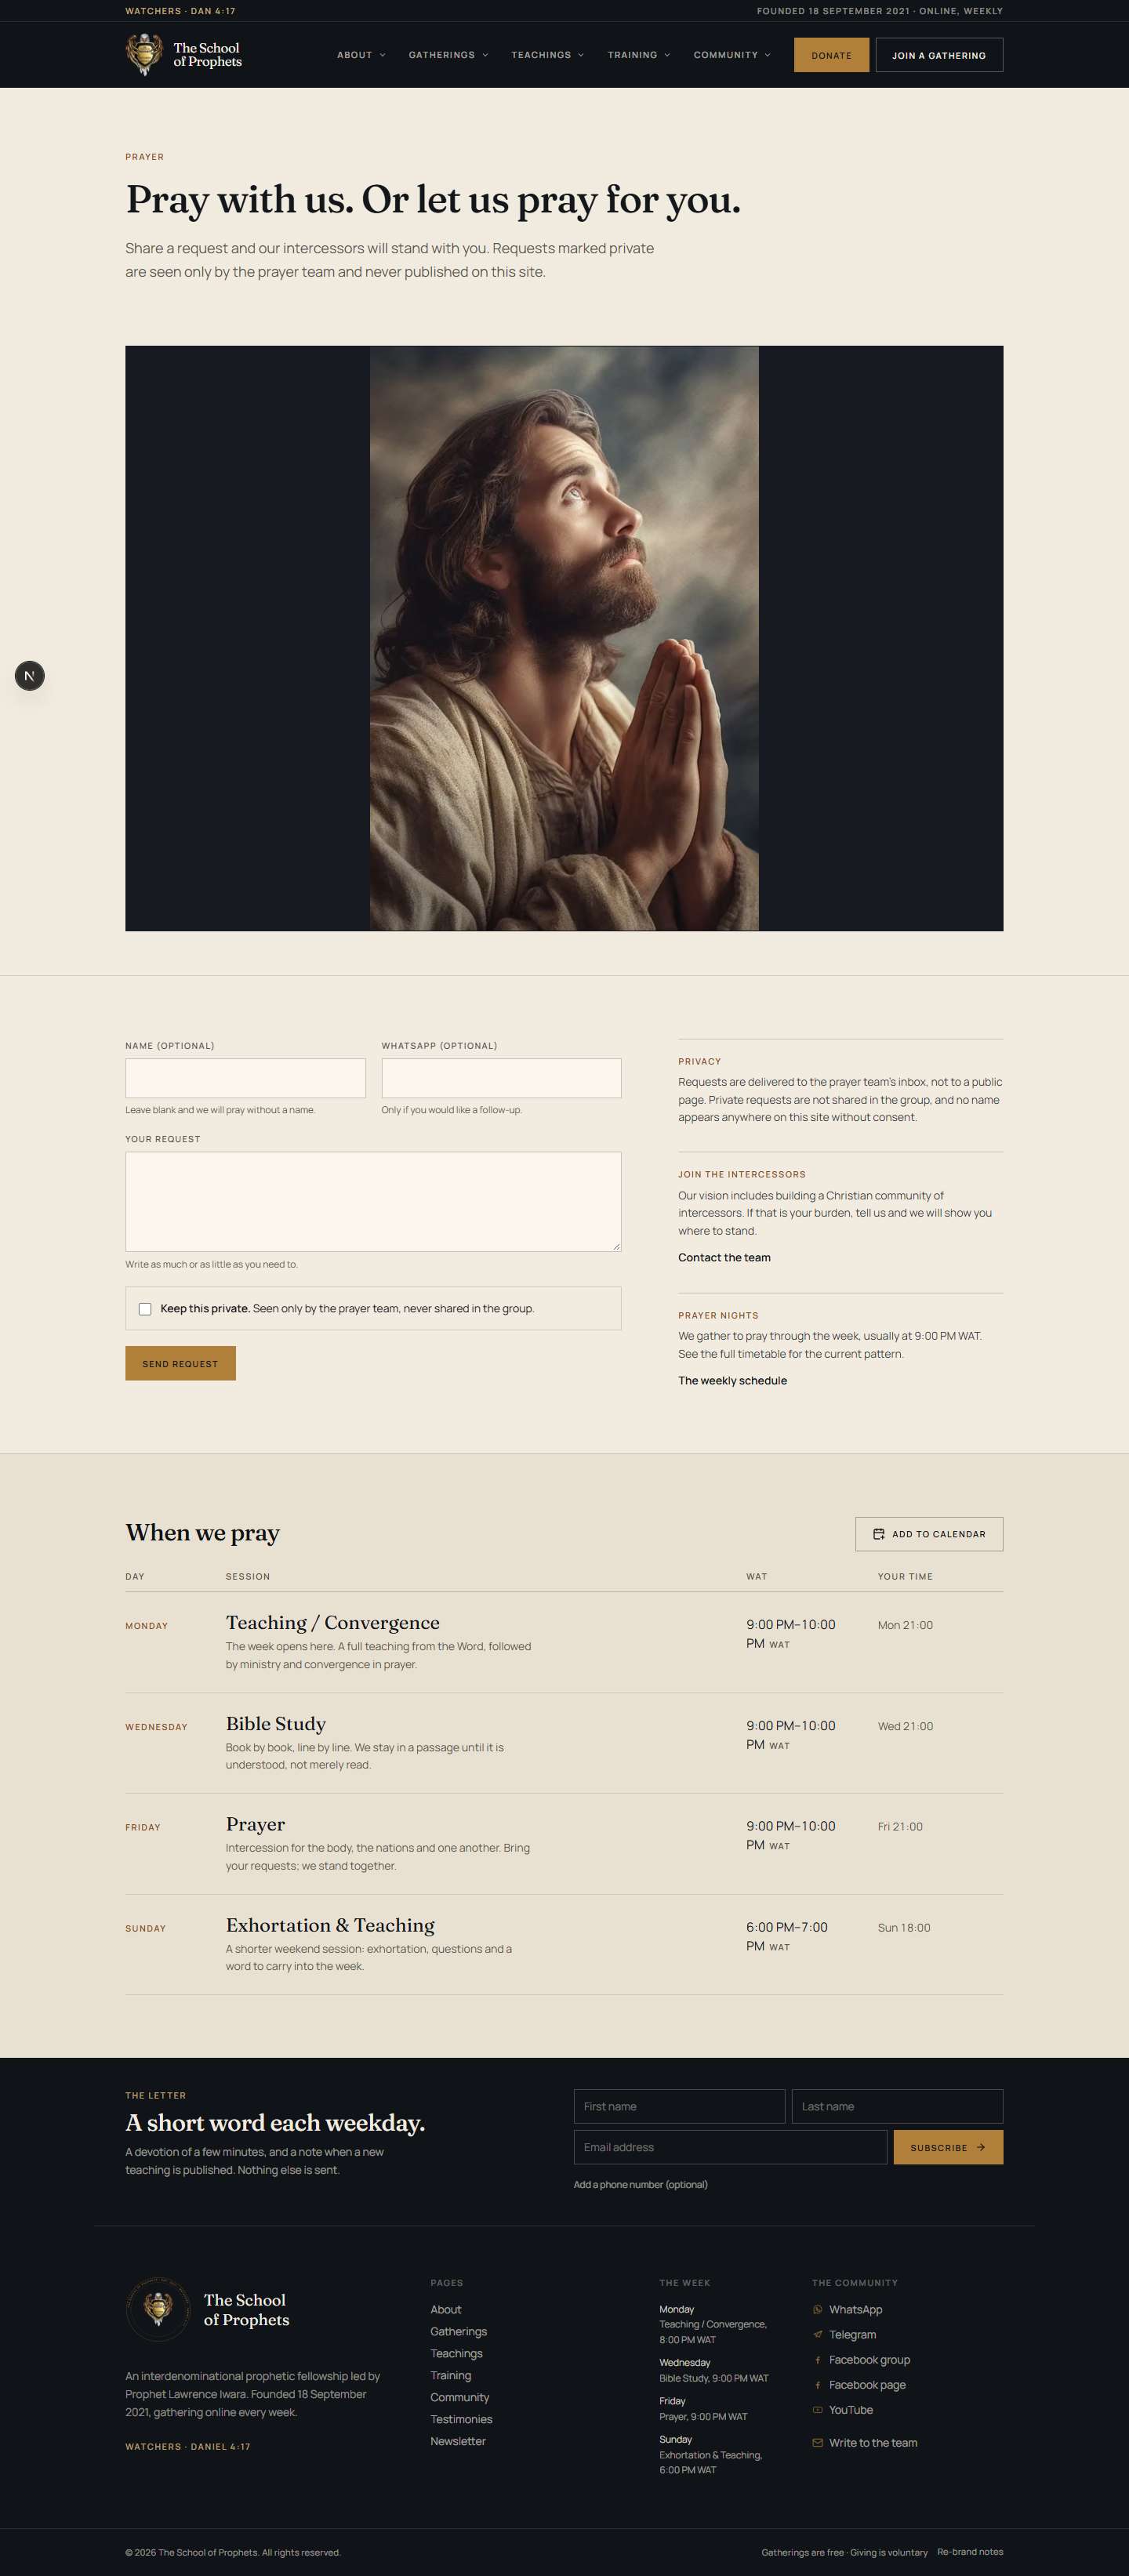 WATCHERS · DAN 4:17
FOUNDED 18 SEPTEMBER 2021 · ONLINE, WEEKLY
The School
of Prophets
ABOUT
GATHERINGS
TEACHINGS
TRAINING
COMMUNITY
DONATE
JOIN A GATHERING
PRAYER
Pray with us. Or let us pray for you.
Share a request and our intercessors will stand with you. Requests marked private
are seen only by the prayer team and never published on this site.
N
NAME (OPTIONAL)
WHATSAPP (OPTIONAL)
Leave blank and we will pray without a name.
Only if you would like a follow-up.
YOUR REQUEST
Write as much or as little as you need to.
Keep this private. Seen only by the prayer team, never shared in the group.
SEND REQUEST
PRIVACY
Requests are delivered to the prayer team's inbox, not to a public
page. Private requests are not shared in the group, and no name
appears anywhere on this site without consent.
JOIN THE INTERCESSORS
Our vision includes building a Christian community of
intercessors. If that is your burden, tell us and we will show you
where to stand.
Contact the team
PRAYER NIGHTS
We gather to pray through the week, usually at 9:00 PM WAT.
See the full timetable for the current pattern.
The weekly schedule
When we pray
ADD TO CALENDAR
DAY
SESSION
WAT
YOUR TIME
MONDAY
Teaching / Convergence
The week opens here. A full teaching from the Word, followed
by ministry and convergence in prayer.
9:00 PM–10:00
PM WAT
Mon 21:00
WEDNESDAY
Bible Study
Book by book, line by line. We stay in a passage until it is
understood, not merely read.
9:00 PM–10:00
PM WAT
Wed 21:00
FRIDAY
Prayer
Intercession for the body, the nations and one another. Bring
your requests; we stand together.
9:00 PM–10:00
PM WAT
Fri 21:00
SUNDAY
Exhortation & Teaching
A shorter weekend session: exhortation, questions and a
word to carry into the week.
6:00 PM–7:00
PM WAT
Sun 18:00
THE LETTER
A short word each weekday.
A devotion of a few minutes, and a note when a new
teaching is published. Nothing else is sent.
First name
Last name
Email address
SUBSCRIBE
Add a phone number (optional)
The School
of Prophets
An interdenominational prophetic fellowship led by
Prophet Lawrence Iwara. Founded 18 September
2021, gathering online every week.
WATCHERS · DANIEL 4:17
PAGES
About
Gatherings
Teachings
Training
Community
Testimonies
Newsletter
THE WEEK
Monday
Teaching / Convergence,
8:00 PM WAT
Wednesday
Bible Study, 9:00 PM WAT
Friday
Prayer, 9:00 PM WAT
Sunday
Exhortation & Teaching,
6:00 PM WAT
THE COMMUNITY
WhatsApp
Telegram
Facebook group
Facebook page
YouTube
Write to the team
© 2026 The School of Prophets. All rights reserved.
Gatherings are free · Giving is voluntary
Re-brand notes